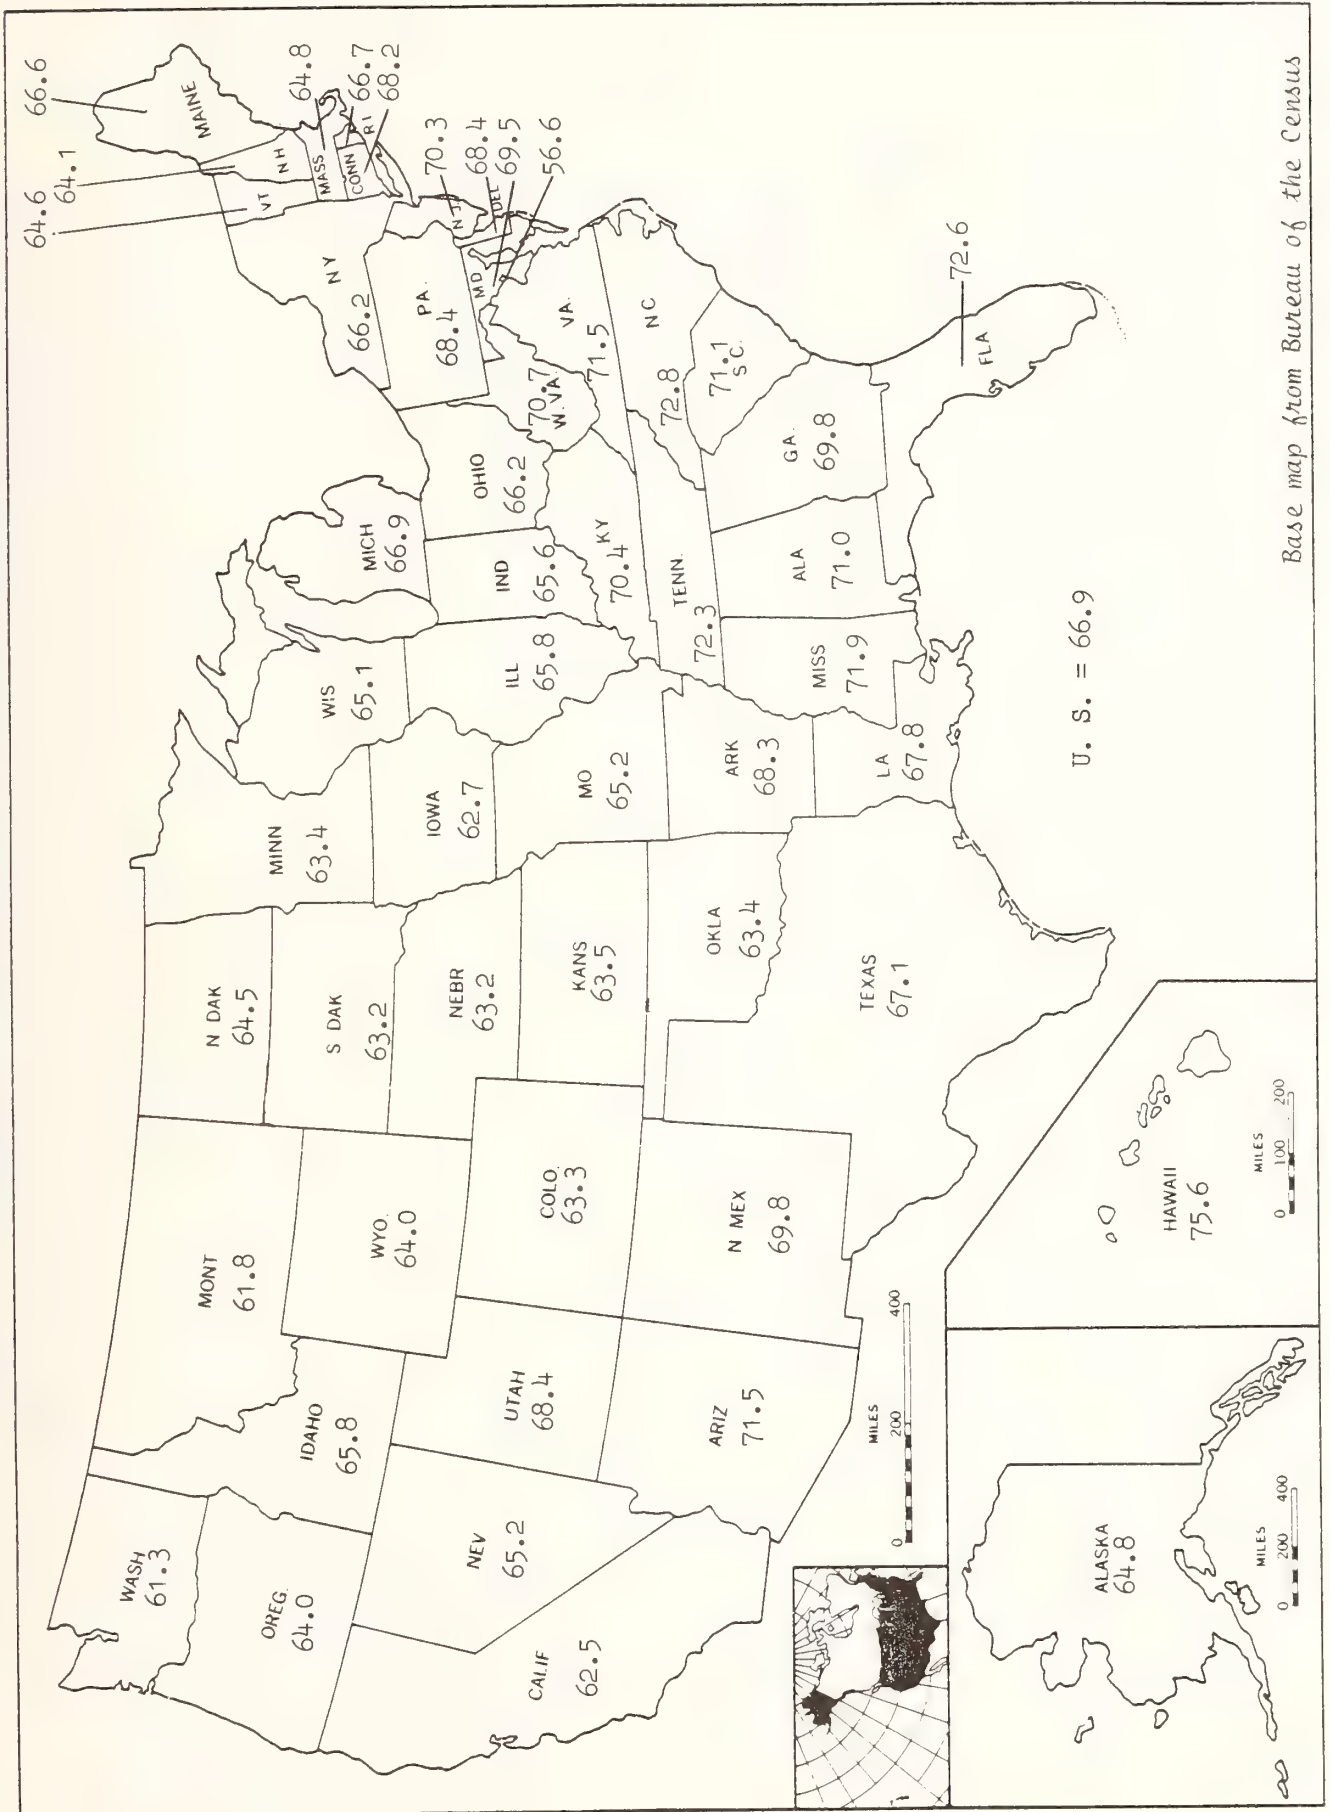 WASH
61.3
OREG.
64.0
CALIF
62.5
NEV
65.2
IDAHO
65.8
MONT
61.8
WYO.
64.0
UTAH
68.4
COLO.
63.3
ARIZ
71.5
N MEX
69.8
N DAK
64.5
S DAK
63.2
NEBR
63.2
KANS
63.5
OKLA
63.4
TEXAS
67.1
MINN
63.4
IOWA
62.7
MO
65.2
ARK
68.3
LA
67.8
WIS
65.1
ILL
65.8
MICH
66.9
IND
65.6
OHIO
66.2
KY
70.4
TENN.
72.3
MISS
71.9
ALA
71.0
GA.
69.8
FLA
72.6
71.1
S.C.
NC
72.8
VA.
71.5
70.7
W.VA.
PA.
68.4
NY
66.2
64.6
VT
64.1
NH
66.6
MAINE
64.8
MASS
66.7
RI
68.2
CONN
70.3
N.J.
68.4
DEL
69.5
MD
56.6
U. S. = 66.9
MILES
0 200 400
ALASKA
64.8
MILES
0 200 400
HAWAII
75.6
MILES
0 100 200
Base map from Bureau of the Census